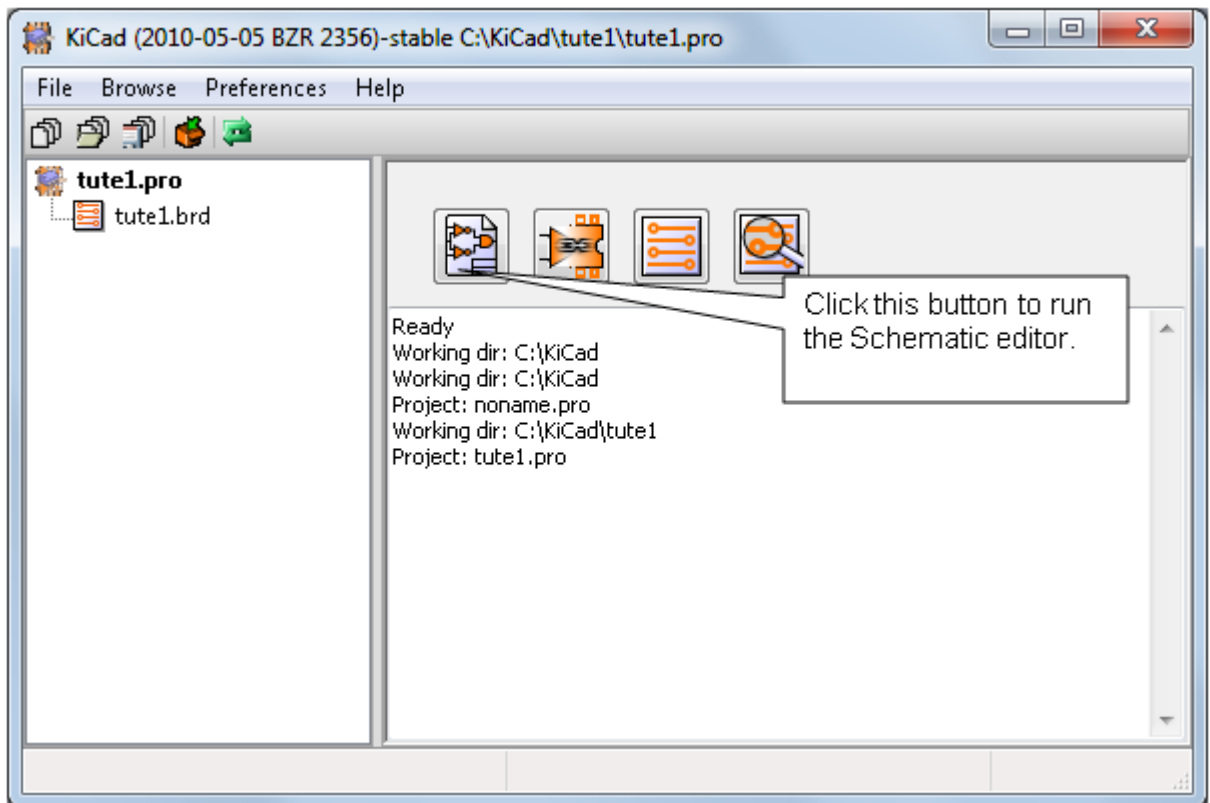 KiCad (2010-05-05 BZR 2356)-stable C:\KiCad\tute1\tute1.pro
File Browse Preferences Help
tute1.pro
tute1.brd
Click this button to run
the Schematic editor.
Ready
Working dir: C:\KiCad
Working dir: C:\KiCad
Project: noname.pro
Working dir: C:\KiCad\tute1
Project: tute1.pro